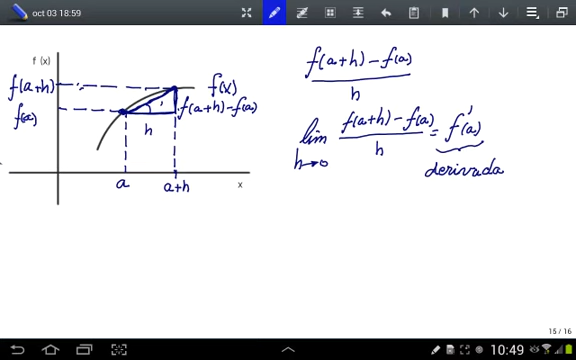 oct 03 18:59
f (x)
f(a+h)
f(x)
f(a)
f(a+h)-f(a)
h
a
a+h
x
f(a+h)-f(a)
h
lim f(a+h)-f(a) = f'(a)
h→0 h
derivada
15 / 16
10:49